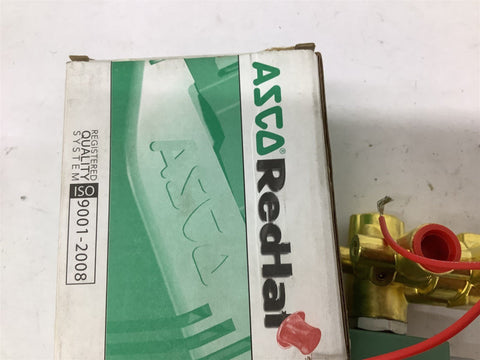 ASCO® RedHat
ASCO
REGISTERED
QUALITY
SYSTEM
ISO 9001-2008